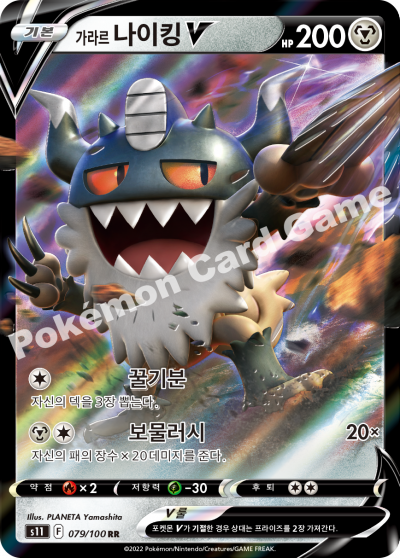 기본 가라르 나이킹 V HP 200
Pokémon Card Game
꿀기분
자신의 덱을 3장 뽑는다.
보물러시 20×
자신의 패의 장수×20데미지를 준다.
약점 ×2 저항력 -30 후퇴
Illus. PLANETA Yamashita
V룰
s11 F 079/100 RR
포켓몬 V가 기절한 경우 상대는 프라이즈를 2장 가져간다.
©2022 Pokémon/Nintendo/Creatures/GAME FREAK.